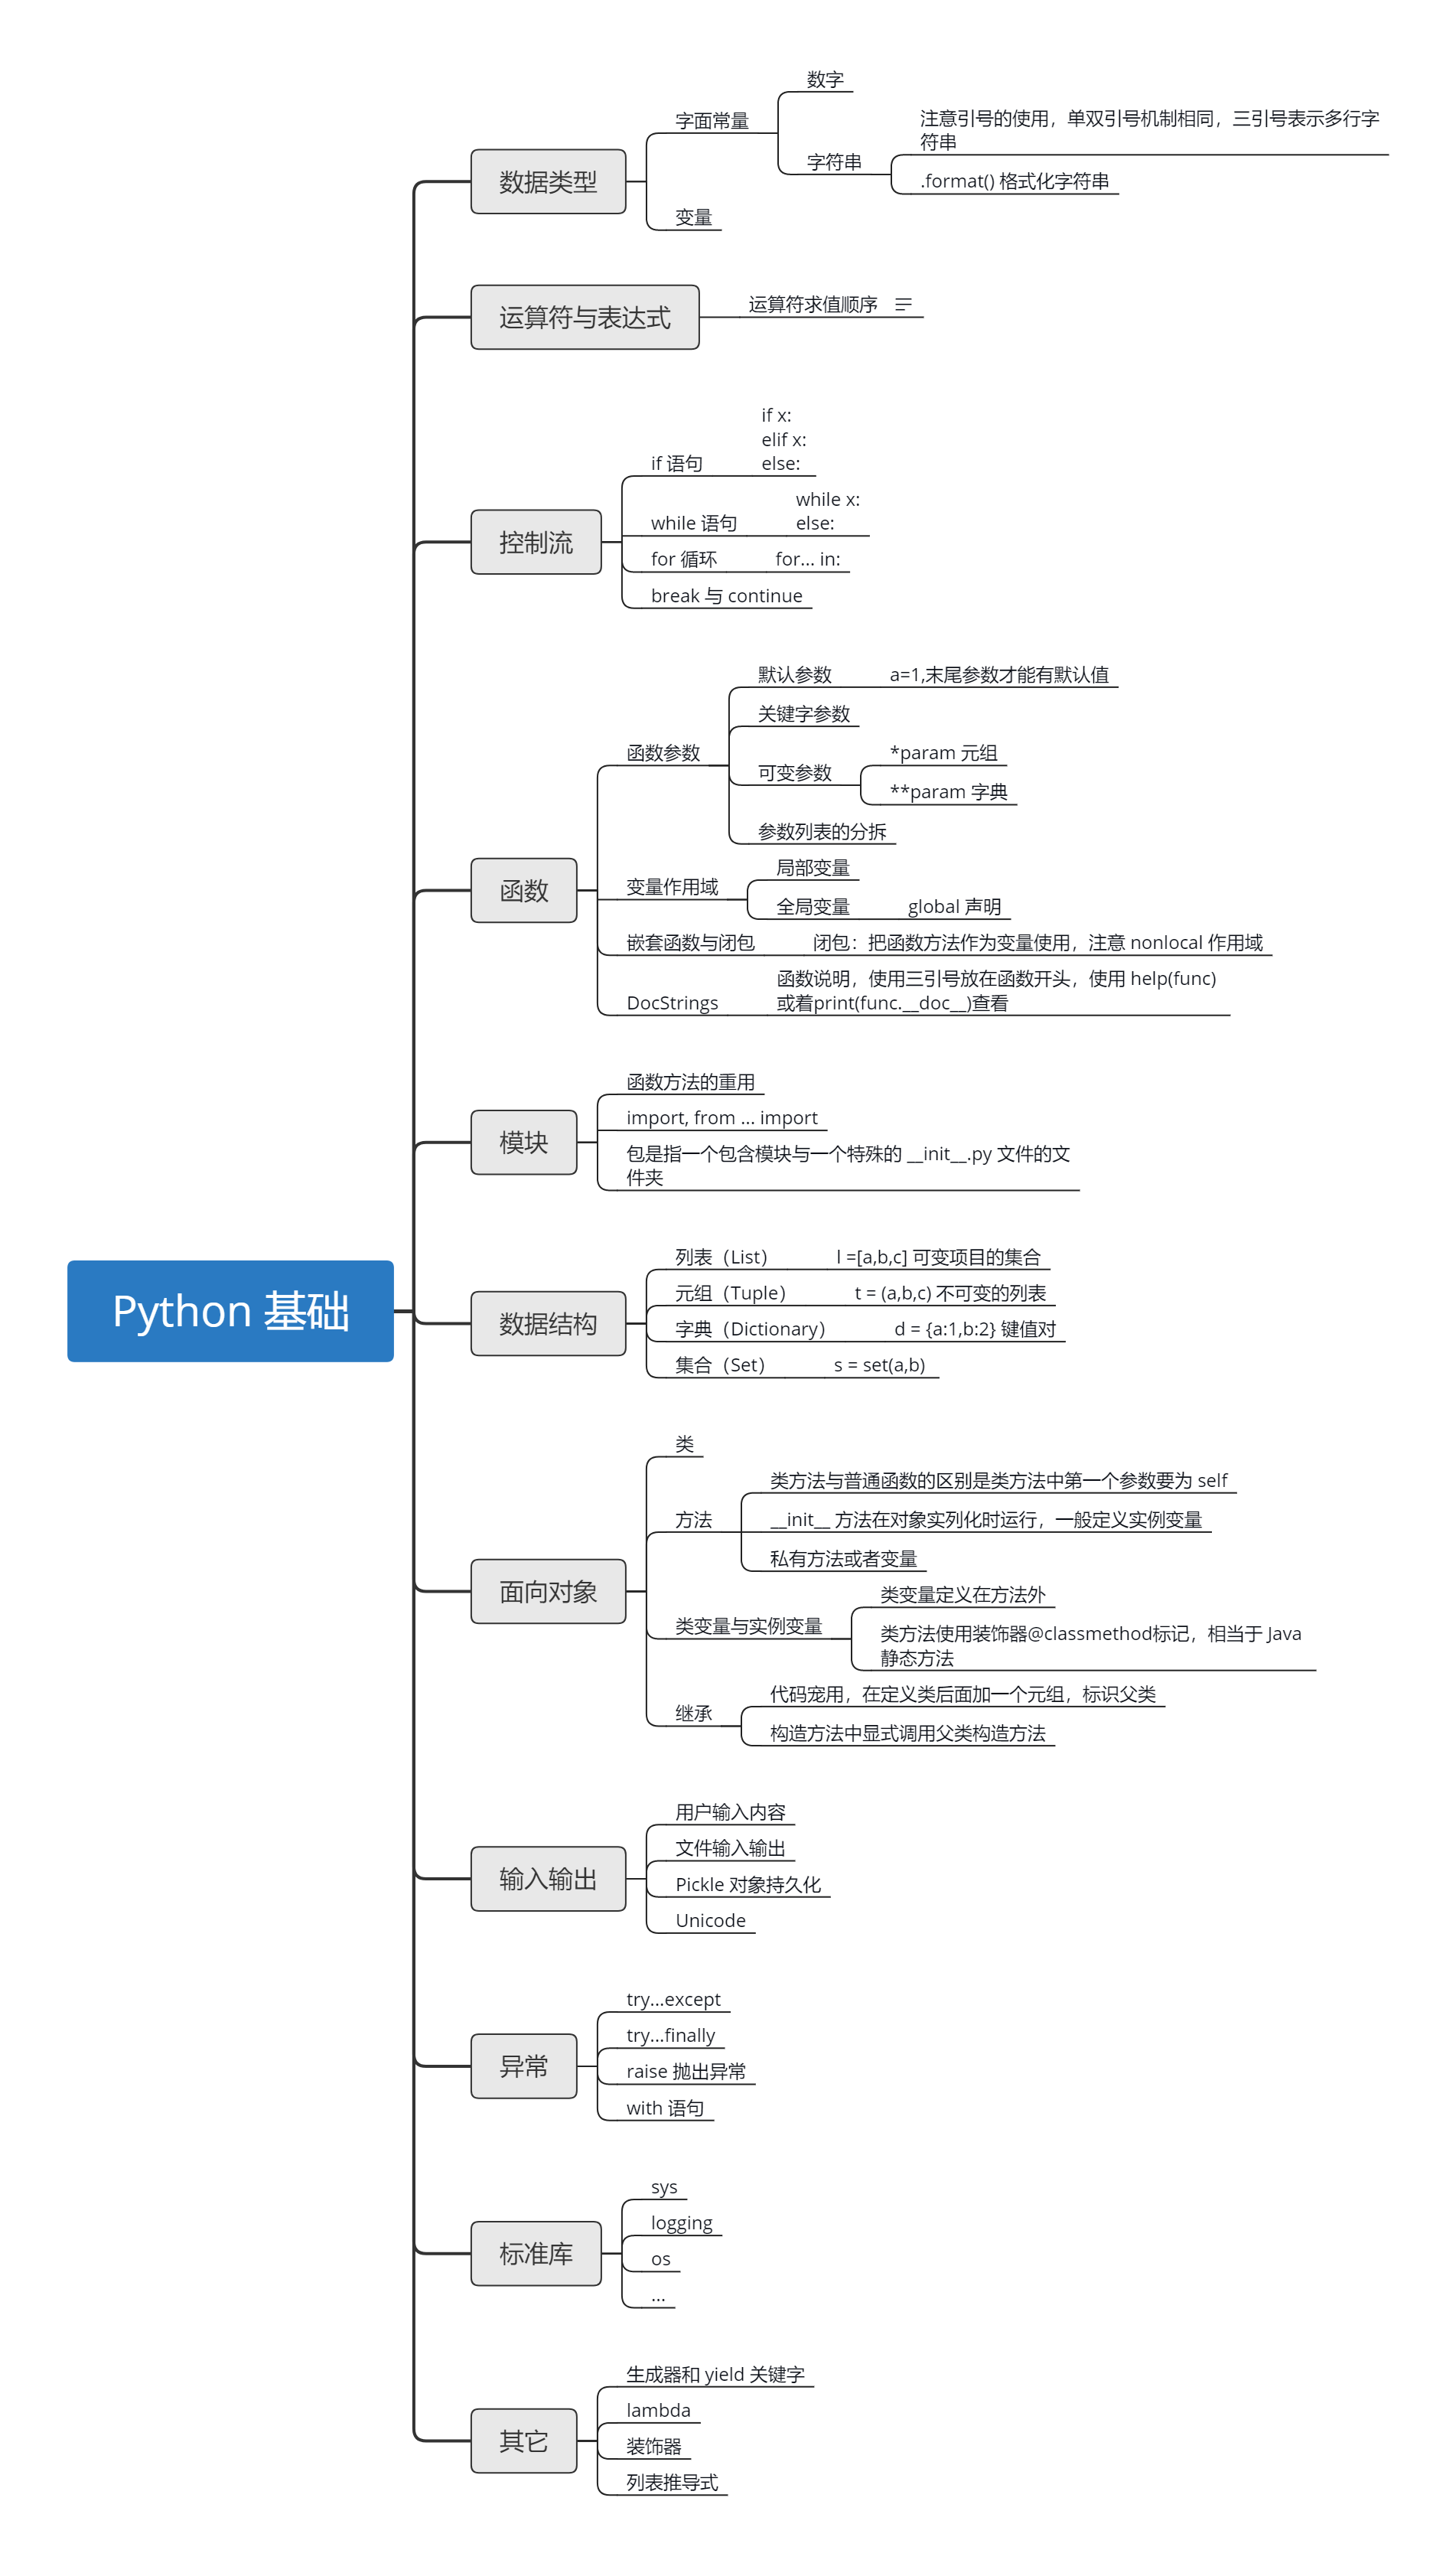 Python 基础
数据类型
字面常量
数字
字符串
注意引号的使用，单双引号机制相同，三引号表示多行字
符串
.format() 格式化字符串
变量
运算符与表达式
运算符求值顺序
控制流
if 语句
if x:
elif x:
else:
while 语句
while x:
else:
for 循环
for... in:
break 与 continue
函数
函数参数
默认参数
a=1,末尾参数才能有默认值
关键字参数
可变参数
*param 元组
**param 字典
参数列表的分拆
变量作用域
局部变量
全局变量
global 声明
嵌套函数与闭包
闭包：把函数方法作为变量使用，注意 nonlocal 作用域
DocStrings
函数说明，使用三引号放在函数开头，使用 help(func)
或着print(func.__doc__)查看
模块
函数方法的重用
import, from ... import
包是指一个包含模块与一个特殊的 __init__.py 文件的文
件夹
数据结构
列表（List）
l =[a,b,c] 可变项目的集合
元组（Tuple）
t = (a,b,c) 不可变的列表
字典（Dictionary）
d = {a:1,b:2} 键值对
集合（Set）
s = set(a,b)
面向对象
类
方法
类方法与普通函数的区别是类方法中第一个参数要为 self
__init__ 方法在对象实列化时运行，一般定义实例变量
私有方法或者变量
类变量与实例变量
类变量定义在方法外
类方法使用装饰器@classmethod标记，相当于 Java
静态方法
继承
代码宠用，在定义类后面加一个元组，标识父类
构造方法中显式调用父类构造方法
输入输出
用户输入内容
文件输入输出
Pickle 对象持久化
Unicode
异常
try...except
try...finally
raise 抛出异常
with 语句
标准库
sys
logging
os
...
其它
生成器和 yield 关键字
lambda
装饰器
列表推导式